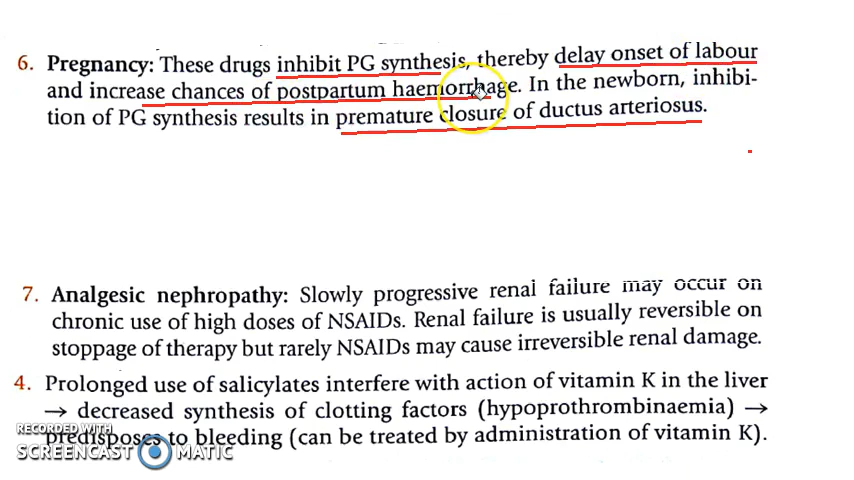 6. Pregnancy: These drugs inhibit PG synthesis, thereby delay onset of labour
and increase chances of postpartum haemorrhage. In the newborn, inhibi-
tion of PG synthesis results in premature closure of ductus arteriosus.
7. Analgesic nephropathy: Slowly progressive renal failure may occur on
chronic use of high doses of NSAIDs. Renal failure is usually reversible on
stoppage of therapy but rarely NSAIDs may cause irreversible renal damage.
4. Prolonged use of salicylates interfere with action of vitamin K in the liver
→ decreased synthesis of clotting factors (hypoprothrombinaemia) →
predisposes to bleeding (can be treated by administration of vitamin K).
RECORDED WITH
SCREENCAST MATIC